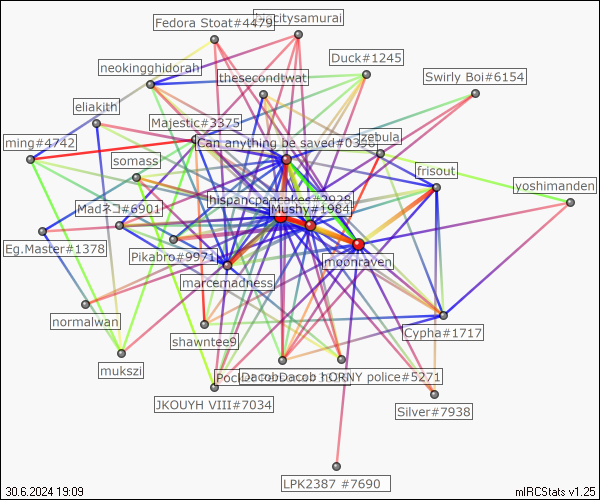 Fedora Stoat#4479
citysamurai
Duck#1245
neokingghidorah
thesecondtwat
Swirly Boi#6154
eliakith
Majestic#3375
ming#4742
Can anything be saved#0390
zebula
somass
frisout
yoshimanden
hispancpancakes#2928
Mushy#1984
Madネコ#6901
Eg.Master#1378
Pikabro#9971
moonraven
marcemadness
normalwan
Cypha#1717
shawntee9
mukszi
DacobDacob
hORNY police#5271
JKOUYH VIII#7034
Silver#7938
LPK2387 #7690
30.6.2024 19:09
mIRCStats v1.25